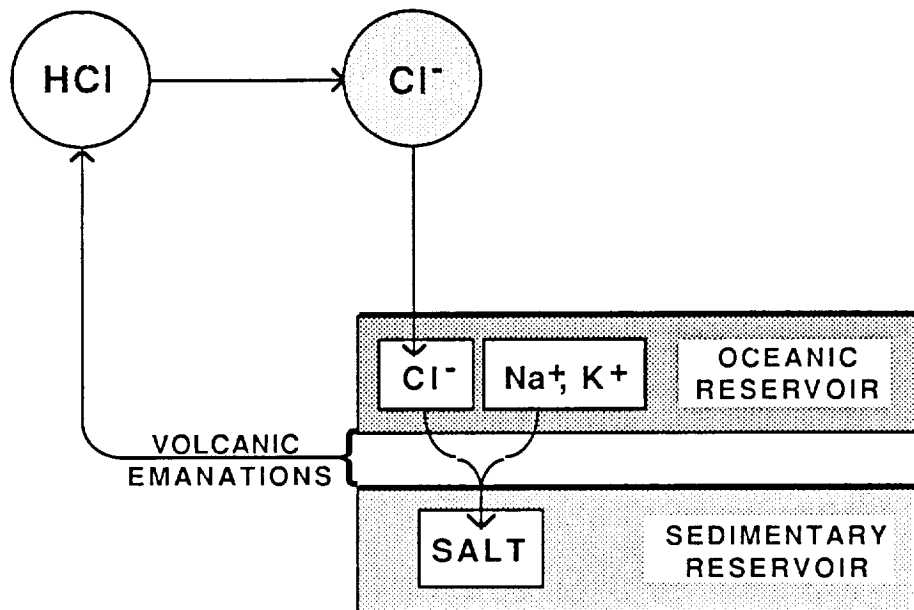 HCl
Cl⁻
Cl⁻
Na⁺, K⁺
OCEANIC
RESERVOIR
VOLCANIC
EMANATIONS
SALT
SEDIMENTARY
RESERVOIR